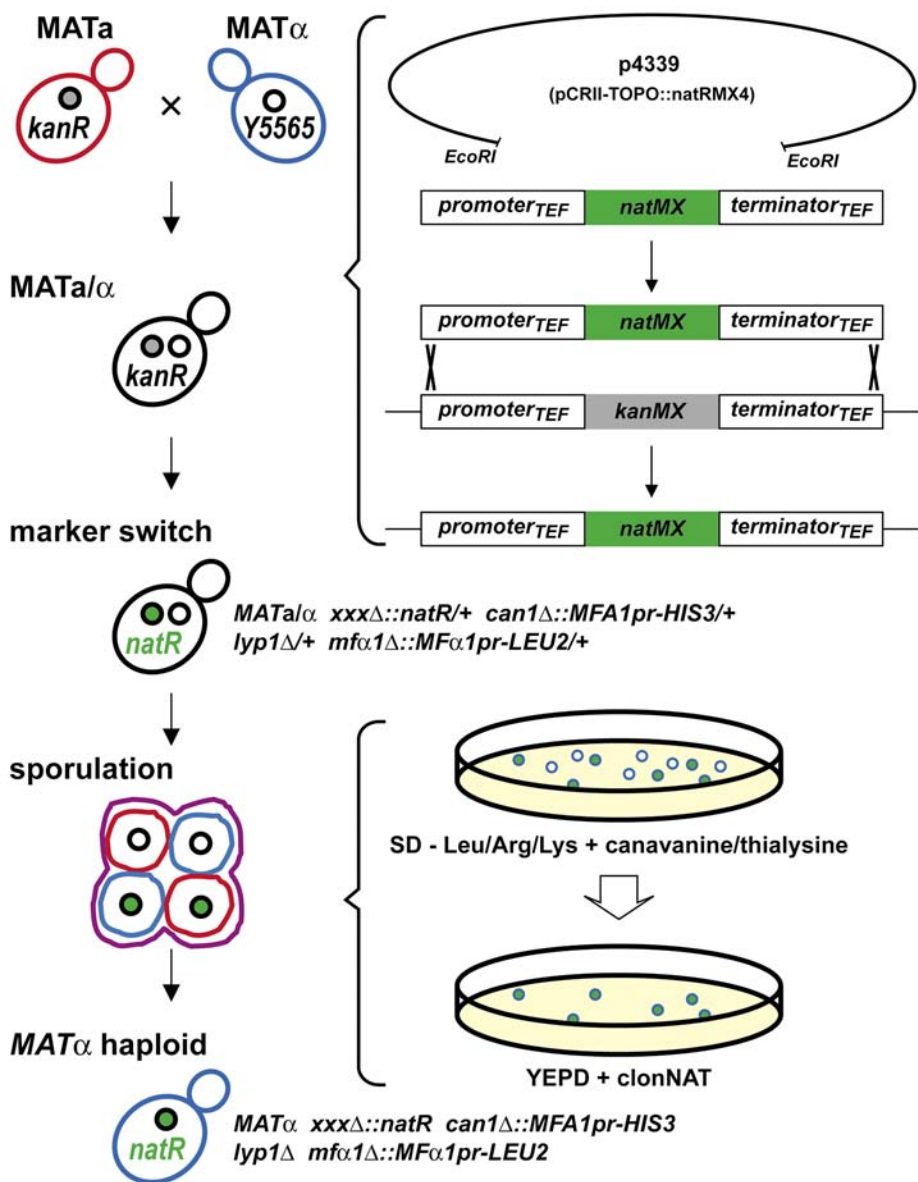 MATa
MATα
kanR
×
Y5565
MATa/α
kanR
marker switch
natR
MATa/α xxxΔ::natR/+ can1Δ::MFA1pr-HIS3/+
lyp1Δ/+ mfα1Δ::MFα1pr-LEU2/+
sporulation
MATα haploid
natR
MATα xxxΔ::natR can1Δ::MFA1pr-HIS3
lyp1Δ mfα1Δ::MFα1pr-LEU2
p4339
(pCRII-TOPO::natRMX4)
EcoRI
EcoRI
promoterTEF natMX terminatorTEF
promoterTEF natMX terminatorTEF
promoterTEF kanMX terminatorTEF
promoterTEF natMX terminatorTEF
SD - Leu/Arg/Lys + canavanine/thialysine
YEPD + clonNAT